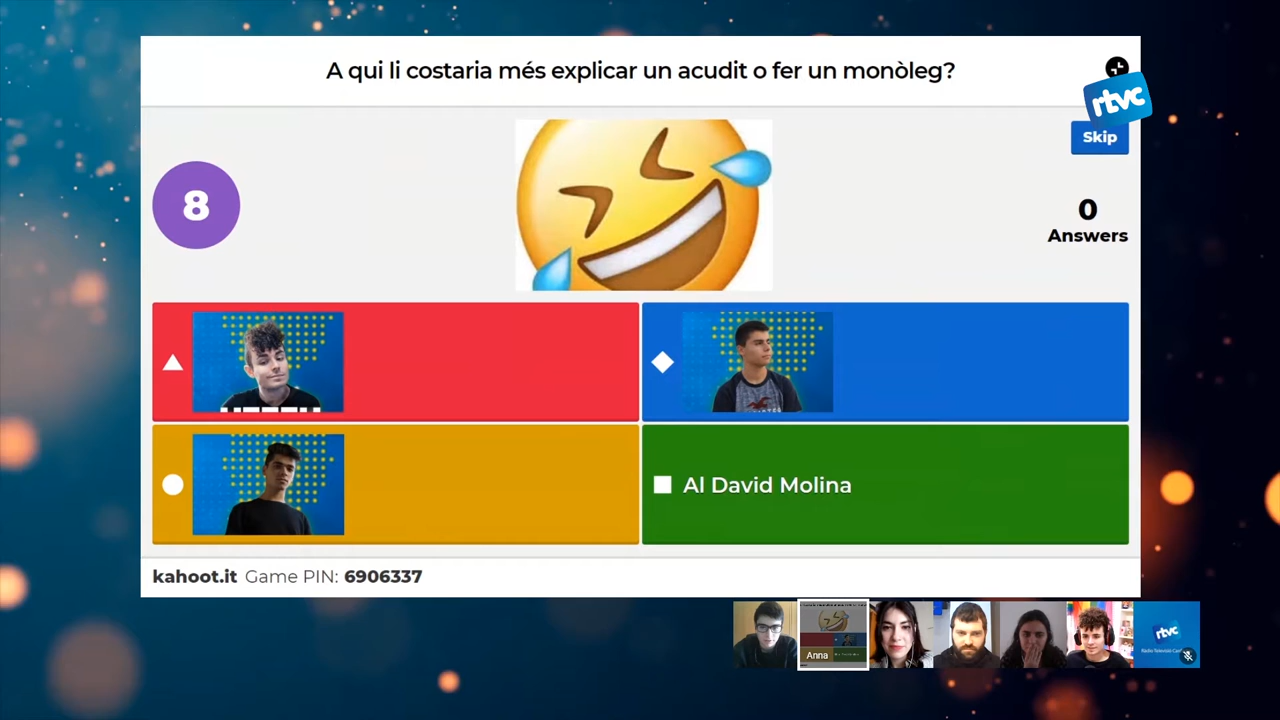 A qui li costaria més explicar un acudit o fer un monòleg?
rtvc
Skip
8
0
Answers
Al David Molina
kahoot.it Game PIN: 6906337
Anna
rtvc